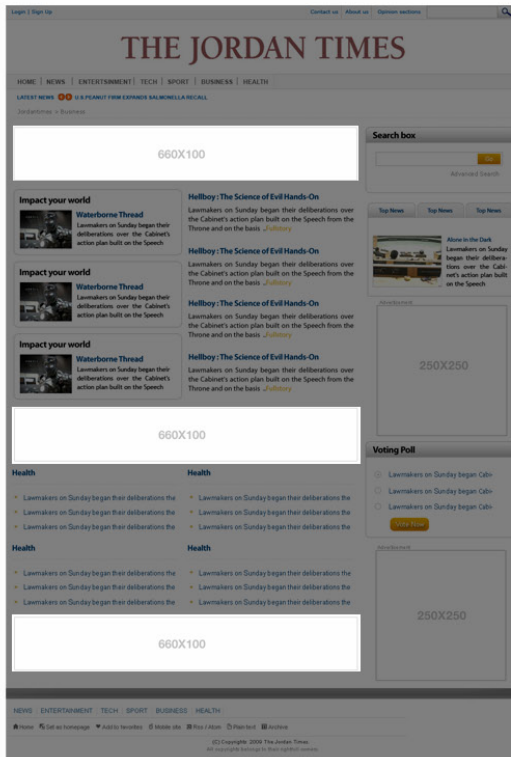 Login | Sign Up
Contact us | About us | Opinion sections
THE JORDAN TIMES
HOME | NEWS | ENTERTSINMENT | TECH | SPORT | BUSINESS | HEALTH
LATEST NEWS U·S PEANUT FIRM EXPANDS SALMONELLA RECALL
Jordantimes > Business
660X100
Impact your world
Waterborne Thread
Lawmakers on Sunday began their
deliberations over the Cabinet's
action plan built on the Speech
Impact your world
Waterborne Thread
Lawmakers on Sunday began their
deliberations over the Cabinet's
action plan built on the Speech
Impact your world
Waterborne Thread
Lawmakers on Sunday began their
deliberations over the Cabinet's
action plan built on the Speech
Hellboy : The Science of Evil Hands-On
Lawmakers on Sunday began their deliberations over
the Cabinet's action plan built on the Speech from the
Throne and on the basis ..Fullstory
Hellboy : The Science of Evil Hands-On
Lawmakers on Sunday began their deliberations over
the Cabinet's action plan built on the Speech from the
Throne and on the basis ..Fullstory
Hellboy : The Science of Evil Hands-On
Lawmakers on Sunday began their deliberations over
the Cabinet's action plan built on the Speech from the
Throne and on the basis ..Fullstory
Hellboy : The Science of Evil Hands-On
Lawmakers on Sunday began their deliberations over
the Cabinet's action plan built on the Speech from the
Throne and on the basis ..Fullstory
660X100
Health
Lawmakers on Sunday began their deliberations the
Lawmakers on Sunday began their deliberations the
Lawmakers on Sunday began their deliberations the
Health
Lawmakers on Sunday began their deliberations the
Lawmakers on Sunday began their deliberations the
Lawmakers on Sunday began their deliberations the
Health
Lawmakers on Sunday began their deliberations the
Lawmakers on Sunday began their deliberations the
Lawmakers on Sunday began their deliberations the
Health
Lawmakers on Sunday began their deliberations the
Lawmakers on Sunday began their deliberations the
Lawmakers on Sunday began their deliberations the
660X100
Search box
Go
Advanced Search
Top News Top News Top News
Alone in the Dark
Lawmakers on Sunday
began their delibera-
tions over the Cabi-
net's action plan built
on the Speech
Advertisement
250X250
Voting Poll
Lawmakers on Sunday began Cabi-
Lawmakers on Sunday began Cabi-
Lawmakers on Sunday began Cabi-
Vote Now
Advertisement
250X250
NEWS | ENTERTAINMENT | TECH | SPORT | BUSINESS | HEALTH
Home Set as homepage Add to favorites Mobile site Rss / Atom Plain text Archive
(C) Copyrights 2009 The Jordan Times
All copyrights belongs to their rightfull owners